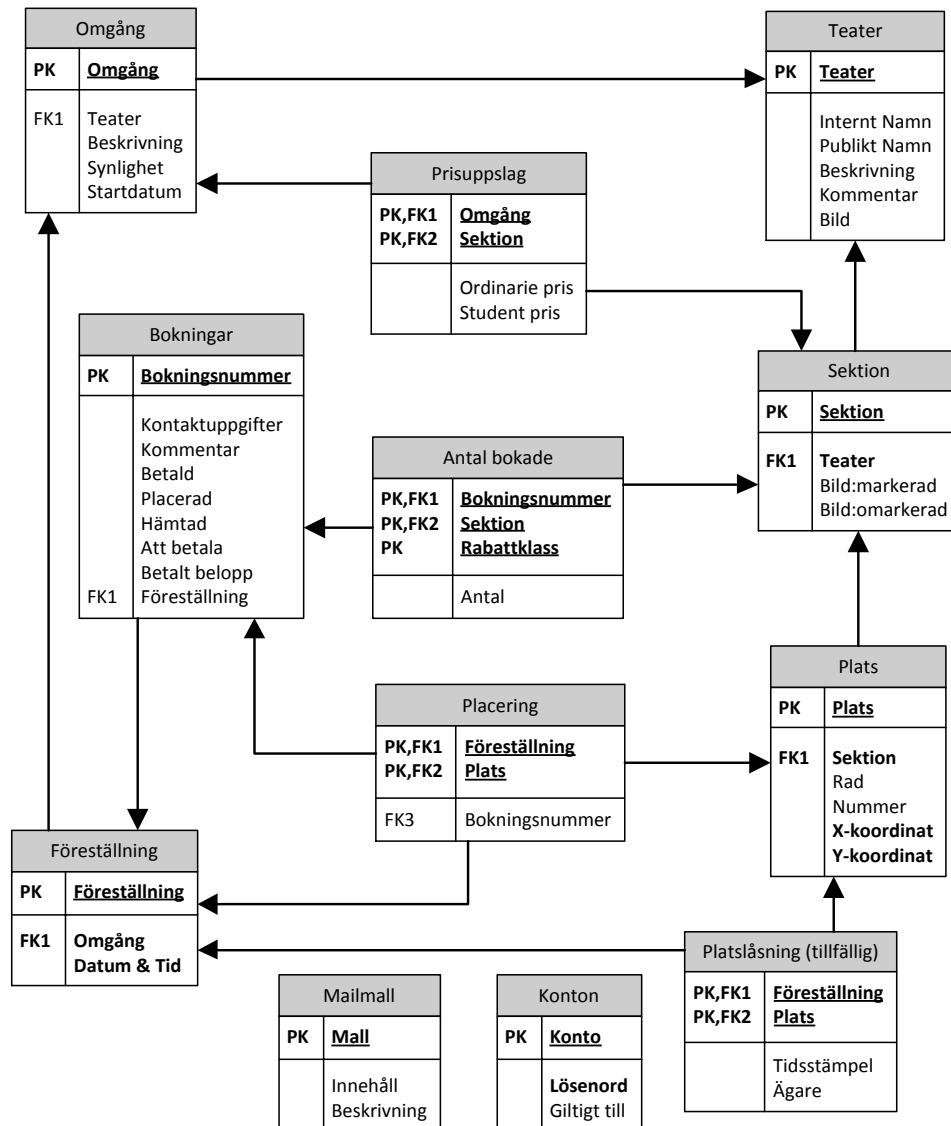 Omgång
PK Omgång
FK1 Teater
Beskrivning
Synlighet
Startdatum
Teater
PK Teater
Internt Namn
Publikt Namn
Beskrivning
Kommentar
Bild
Prisuppslag
PK,FK1 Omgång
PK,FK2 Sektion
Ordinarie pris
Student pris
Bokningar
PK Bokningsnummer
Kontaktuppgifter
Kommentar
Betald
Placerad
Hämtad
Att betala
Betalt belopp
FK1 Föreställning
Sektion
PK Sektion
FK1 Teater
Bild:markerad
Bild:omarkerad
Antal bokade
PK,FK1 Bokningsnummer
PK,FK2 Sektion
PK Rabattklass
Antal
Plats
PK Plats
FK1 Sektion
Rad
Nummer
X-koordinat
Y-koordinat
Placering
PK,FK1 Föreställning
PK,FK2 Plats
FK3 Bokningsnummer
Föreställning
PK Föreställning
FK1 Omgång
Datum & Tid
Platslåsning (tillfällig)
PK,FK1 Föreställning
PK,FK2 Plats
Tidsstämpel
Ägare
Mailmall
PK Mall
Innehåll
Beskrivning
Konton
PK Konto
Lösenord
Giltigt till